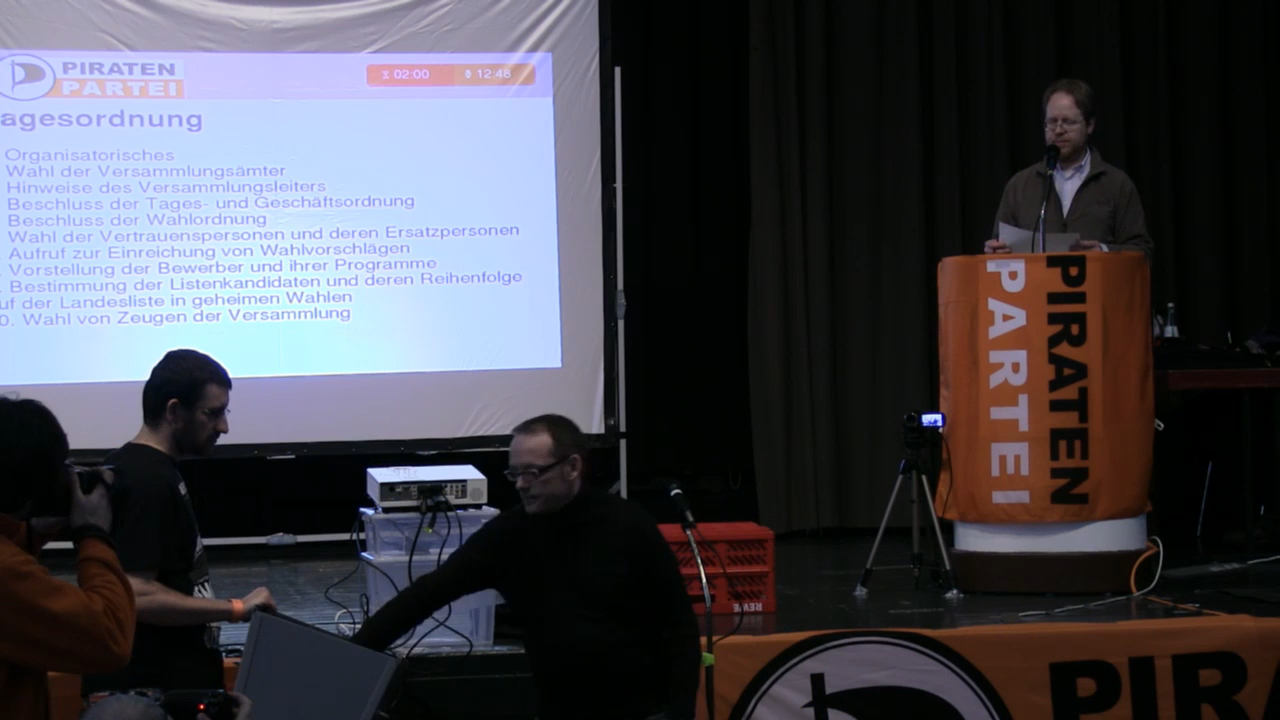 PIRATEN
PARTEI
02:00
12:48
agesordnung
Organisatorisches
Wahl der Versammlungsämter
Hinweise des Versammlungsleiters
Beschluss der Tages- und Geschäftsordnung
Beschluss der Wahlordnung
Wahl der Vertrauenspersonen und deren Ersatzpersonen
. Aufruf zur Einreichung von Wahlvorschlägen
. Vorstellung der Bewerber und ihrer Programme
. Bestimmung der Listenkandidaten und deren Reihenfolge
uf der Landesliste in geheimen Wahlen
0. Wahl von Zeugen der Versammlung
PIRATEN
PARTEI
REWE
PIRA